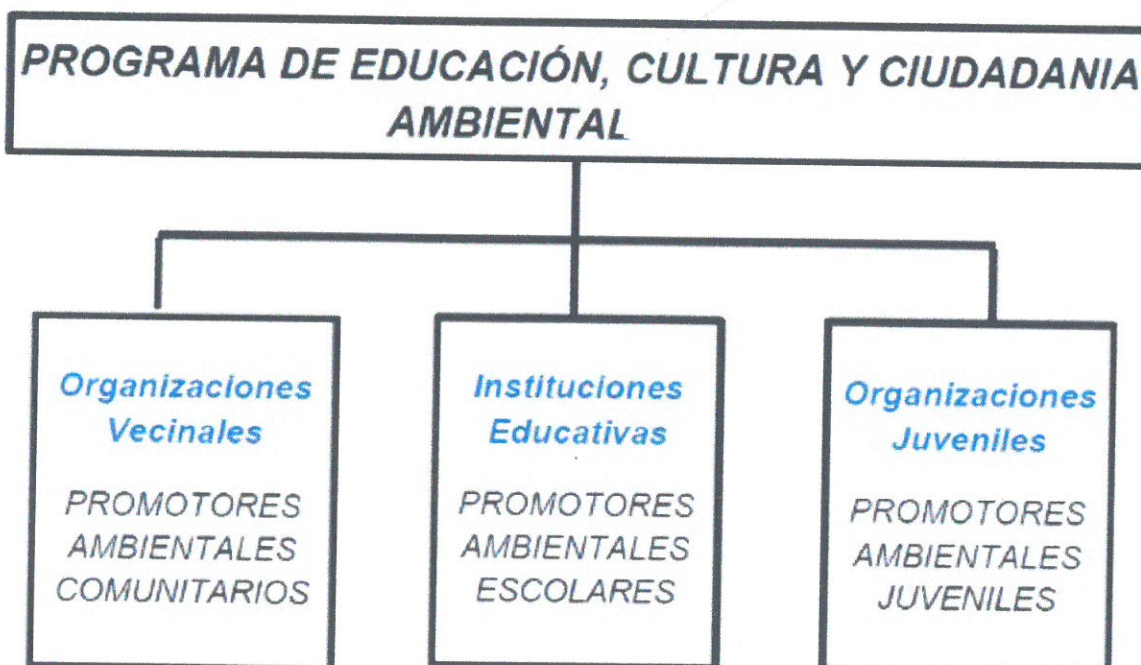 PROGRAMA DE EDUCACIÓN, CULTURA Y CIUDADANIA
AMBIENTAL
Organizaciones
Vecinales
PROMOTORES
AMBIENTALES
COMUNITARIOS
Instituciones
Educativas
PROMOTORES
AMBIENTALES
ESCOLARES
Organizaciones
Juveniles
PROMOTORES
AMBIENTALES
JUVENILES